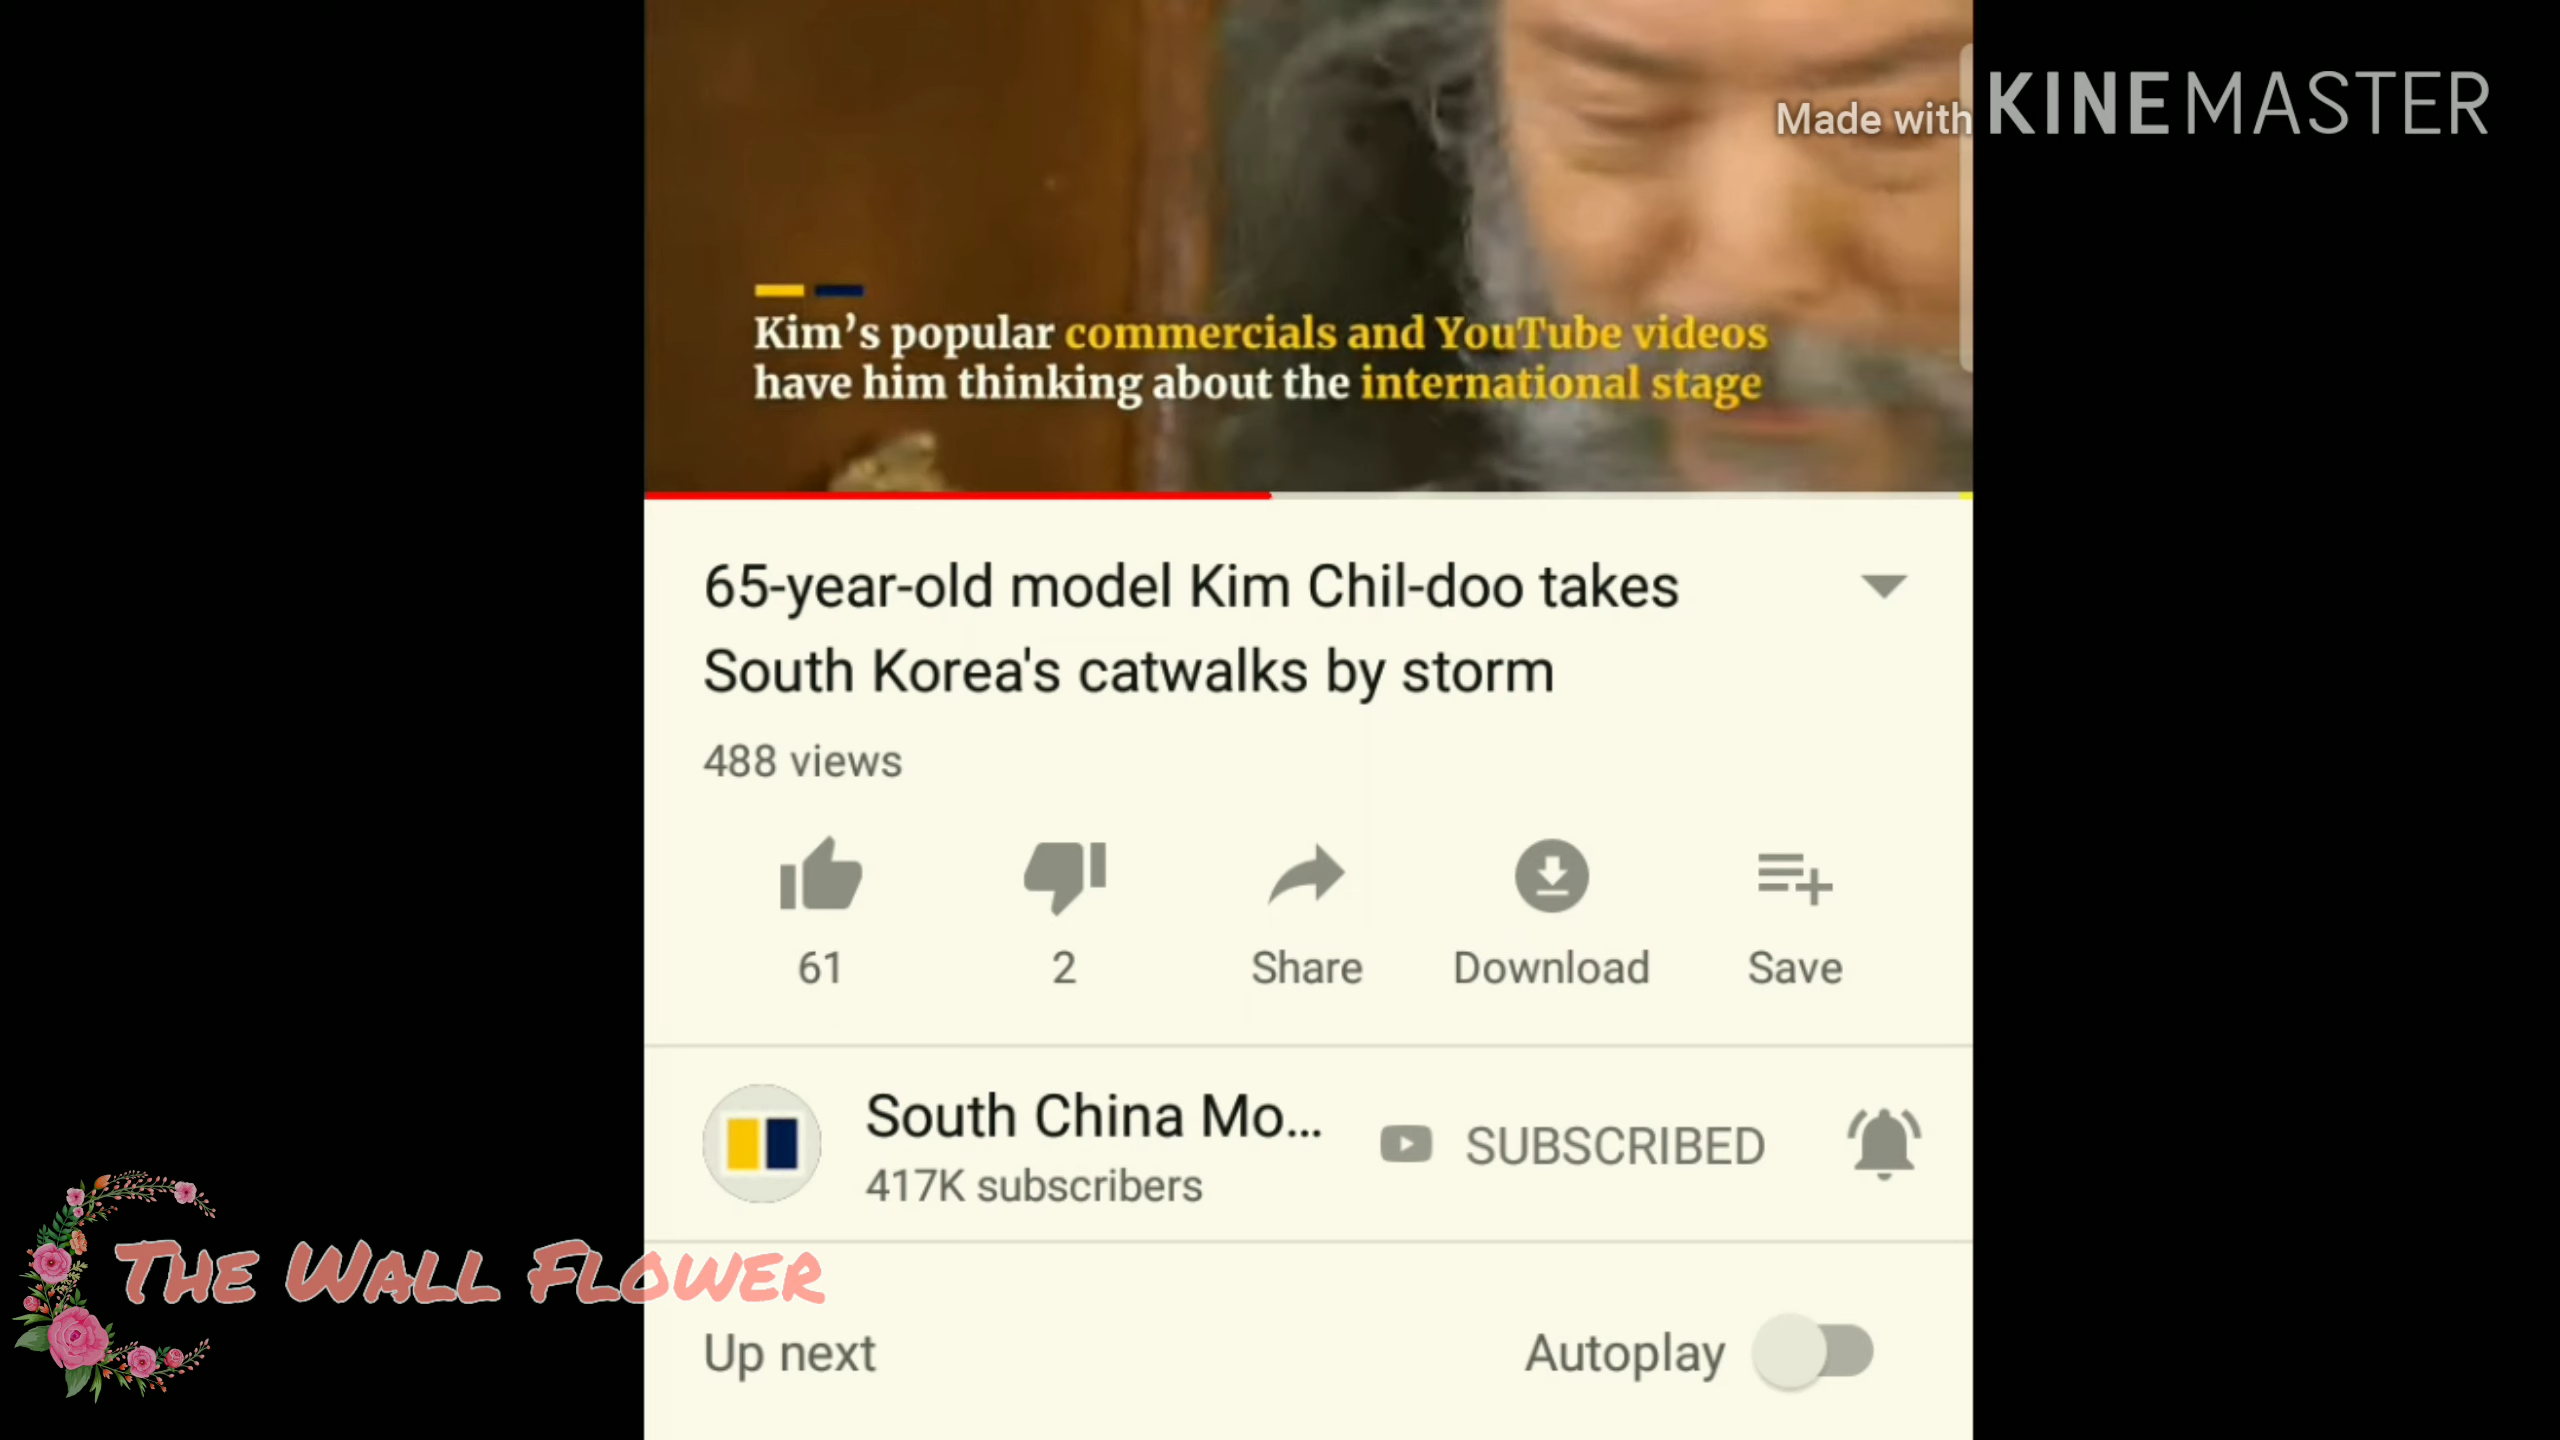 Made with KINEMASTER
Kim's popular commercials and YouTube videos
have him thinking about the international stage
65-year-old model Kim Chil-doo takes
South Korea's catwalks by storm
488 views
61 2 Share Download Save
South China Mo... SUBSCRIBED
417K subscribers
THE WALL FLOWER
Up next Autoplay